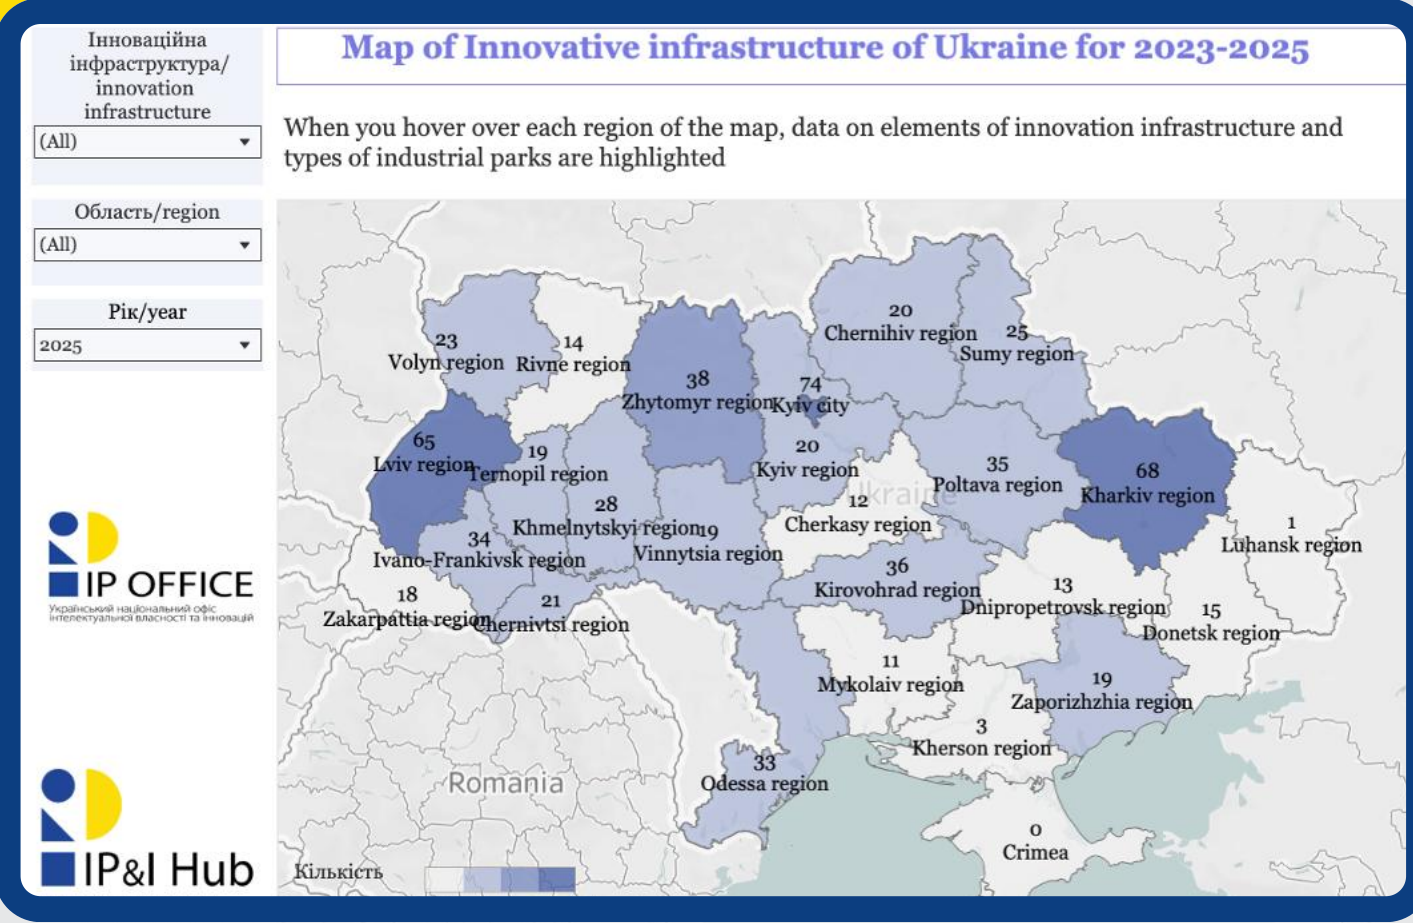 Інноваційна
інфраструктура/
innovation
infrastructure
(All)
Область/region
(All)
Рік/year
2025
IP OFFICE
Український національний офіс
інтелектуальної власності та інновацій
IP&I Hub
Map of Innovative infrastructure of Ukraine for 2023-2025
When you hover over each region of the map, data on elements of innovation infrastructure and
types of industrial parks are highlighted
20
Chernihiv region
25
Sumy region
23
Volyn region
14
Rivne region
38
Zhytomyr region
74
Kyiv city
65
Lviv region
19
Ternopil region
20
Kyiv region
35
Poltava region
68
Kharkiv region
Ukraine
28
Khmelnytskyi region
19
Vinnytsia region
12
Cherkasy region
1
Luhansk region
34
Ivano-Frankivsk region
36
Kirovohrad region
18
Zakarpattia region
21
Chernivtsi region
13
Dnipropetrovsk region
15
Donetsk region
11
Mykolaiv region
19
Zaporizhzhia region
3
Kherson region
33
Odessa region
Romania
0
Crimea
Кількість